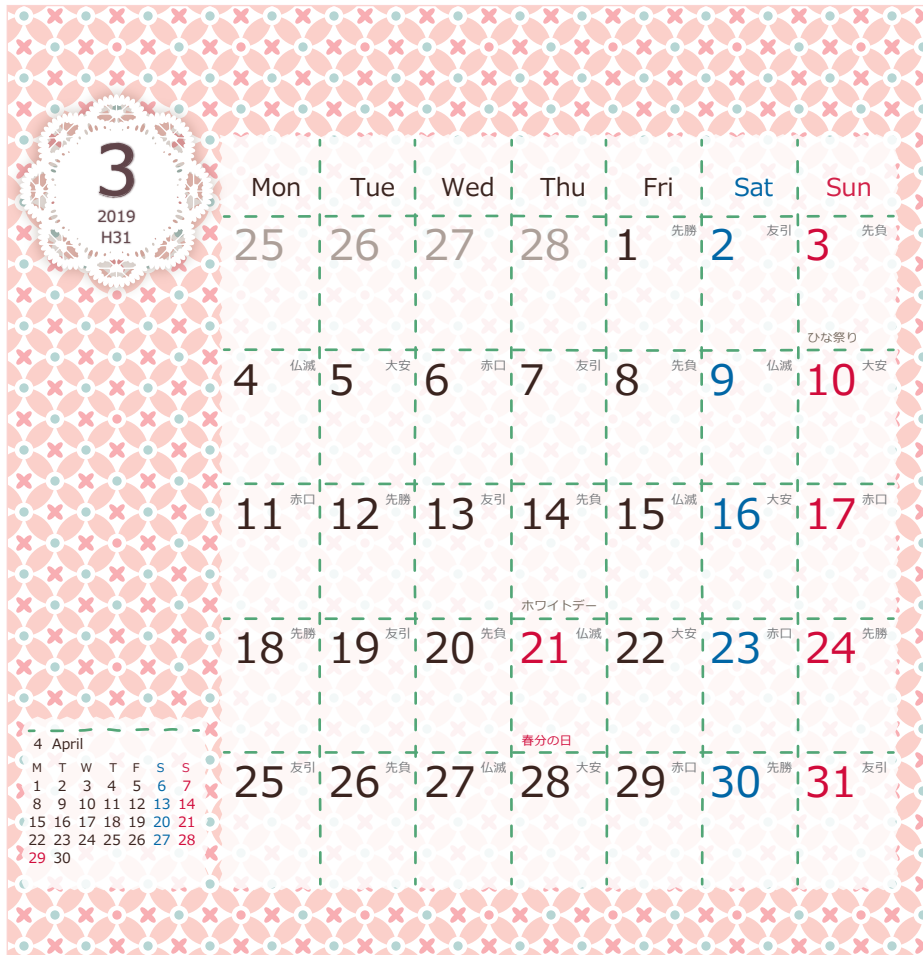 3
2019
H31
Mon Tue Wed Thu Fri Sat Sun
25 26 27 28 1 先勝 2 友引 3 先負
ひな祭り
4 仏滅 5 大安 6 赤口 7 友引 8 先負 9 仏滅 10 大安
11 赤口 12 先勝 13 友引 14 先負 15 仏滅 16 大安 17 赤口
ホワイトデー
18 先勝 19 友引 20 先負 21 仏滅 22 大安 23 赤口 24 先勝
春分の日
25 友引 26 先負 27 仏滅 28 大安 29 赤口 30 先勝 31 友引
4 April
M T W T F S S
1 2 3 4 5 6 7
8 9 10 11 12 13 14
15 16 17 18 19 20 21
22 23 24 25 26 27 28
29 30